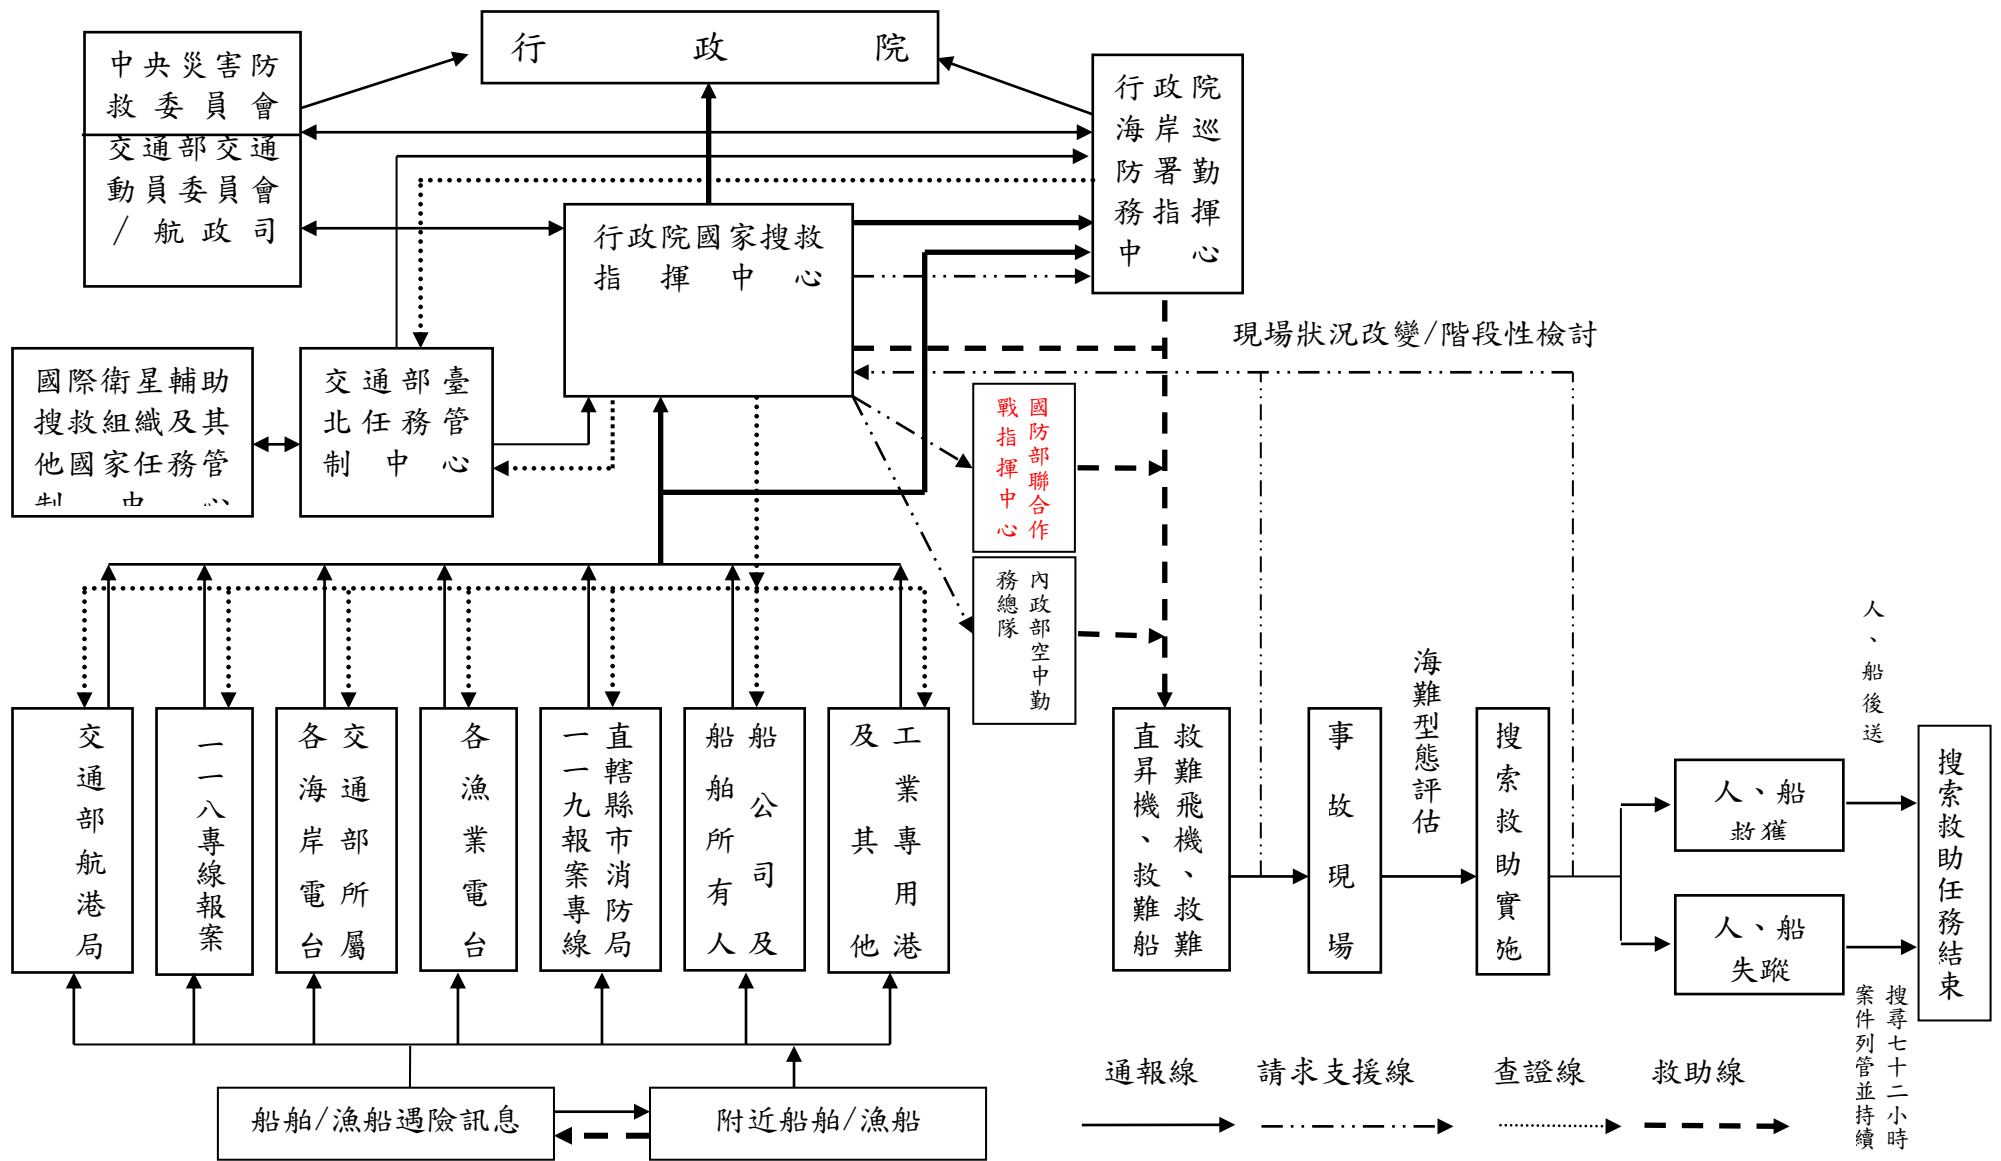 行政院
中央災害防
救委員會
交通部交通
動員委員會
/航政司
行政院
海岸巡
防署勤
務指揮
中心
行政院國家搜救
指揮中心
現場狀況改變/階段性檢討
國際衛星輔助
搜救組織及其
他國家任務管
制中心
交通部臺
北任務管
制中心
國防部聯合作
戰指揮中心
內政部空中勤
務總隊
交通部航港局
一一八專線報案
交通部所屬
各海岸電台
各漁業電台
直轄縣市消防局
一一九報案專線
船公司及
船舶所有人
工業專用港
及其他
救難飛機、救難
直昇機、救難船
事故現場
海難型態評估
搜索救助實施
人、船
救獲
人、船
失蹤
人、船後送
搜索救助任務結束
搜尋七十二小時
案件列管並持續
船舶/漁船遇險訊息
附近船舶/漁船
通報線
請求支援線
查證線
救助線